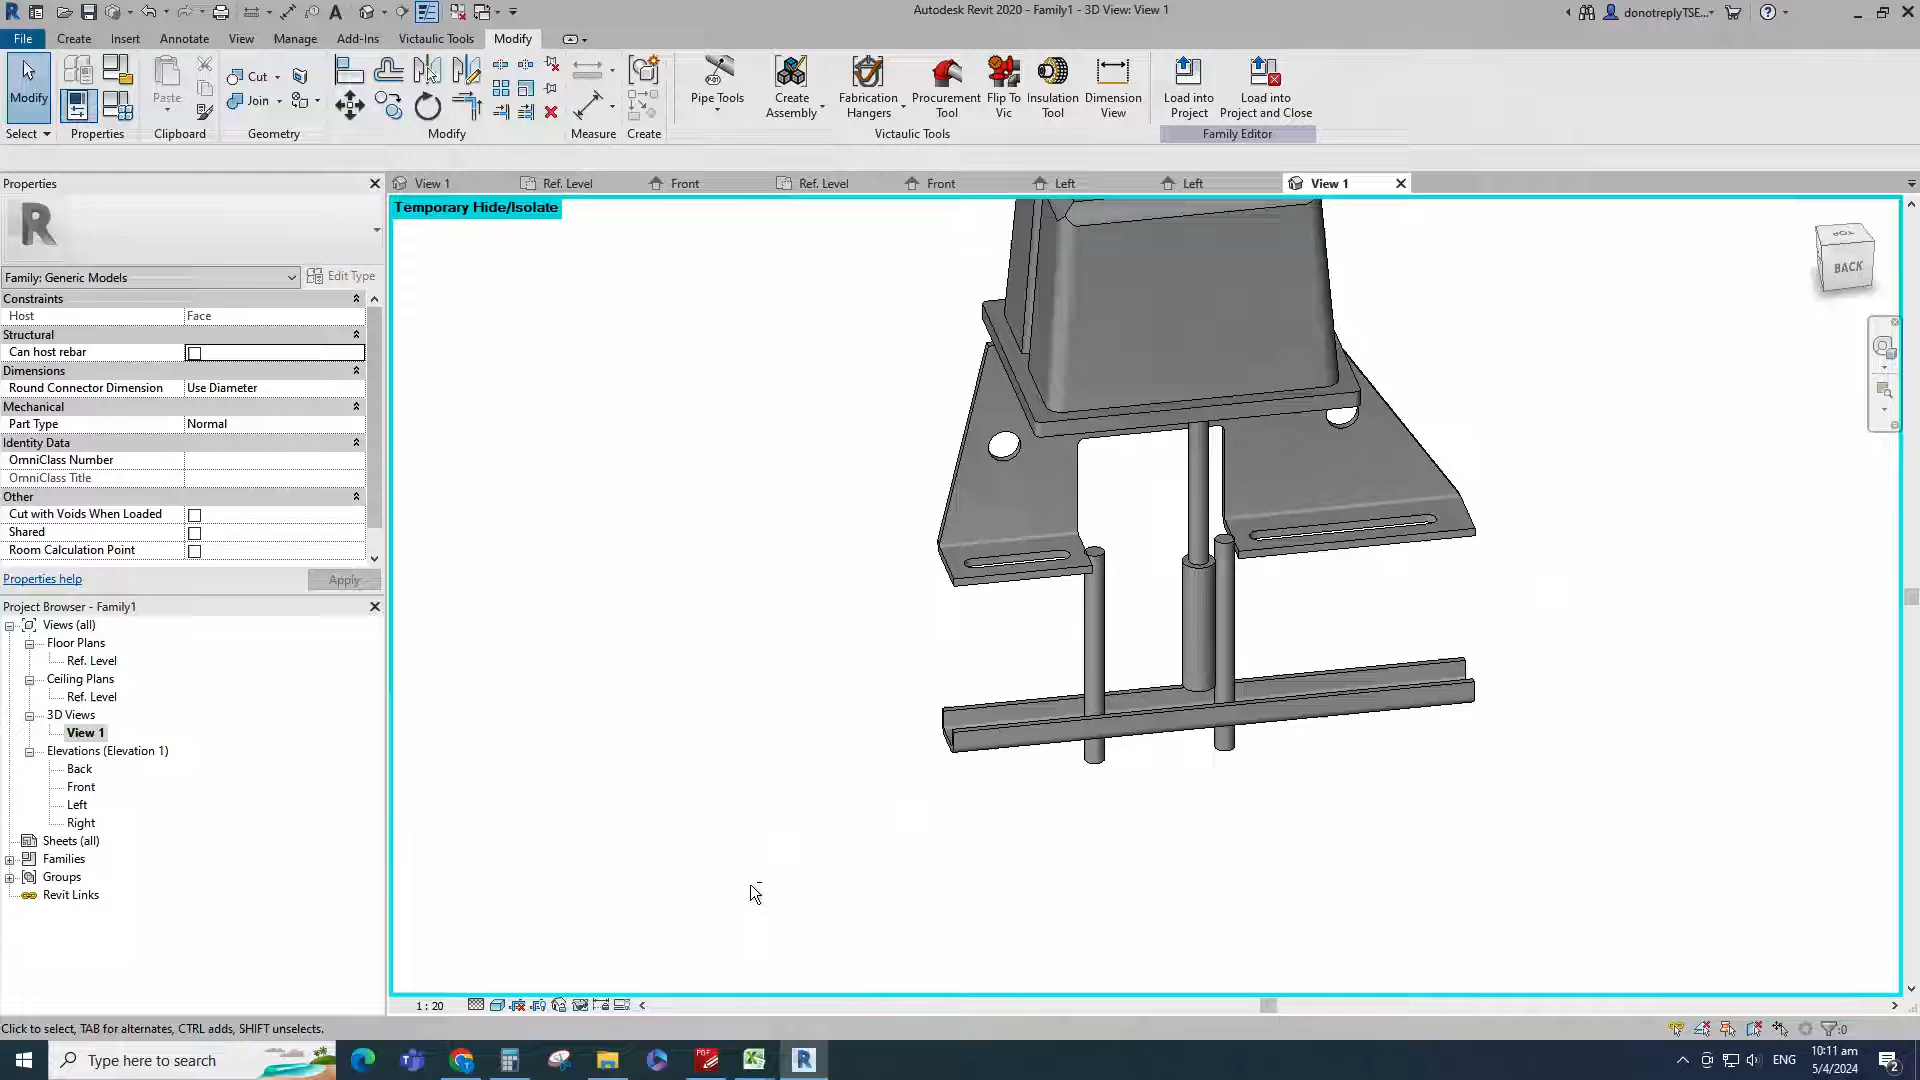 Autodesk Revit 2020 - Family1 - 3D View: View 1
donotreplyTSE...
File Create Insert Annotate View Manage Add-Ins Victaulic Tools Modify
Modify
Paste
Cut
Join
Pipe Tools
Create Assembly
Fabrication Hangers
Procurement Tool
Flip To Vic
Insulation Tool
Dimension View
Load into Project
Load into Project and Close
Select Properties Clipboard Geometry Modify Measure Create Victaulic Tools Family Editor
Properties
View 1 Ref. Level Front Ref. Level Front Left Left View 1
Temporary Hide/Isolate
TOP
BACK
Family: Generic Models Edit Type
Constraints
Host Face
Structural
Can host rebar
Dimensions
Round Connector Dimension Use Diameter
Mechanical
Part Type Normal
Identity Data
OmniClass Number
OmniClass Title
Other
Cut with Voids When Loaded
Shared
Room Calculation Point
Properties help Apply
Project Browser - Family1
Views (all)
Floor Plans
Ref. Level
Ceiling Plans
Ref. Level
3D Views
View 1
Elevations (Elevation 1)
Back
Front
Left
Right
Sheets (all)
Families
Groups
Revit Links
1 : 20
Click to select, TAB for alternates, CTRL adds, SHIFT unselects.
:0
Type here to search
ENG
10:11 am
5/4/2024
2